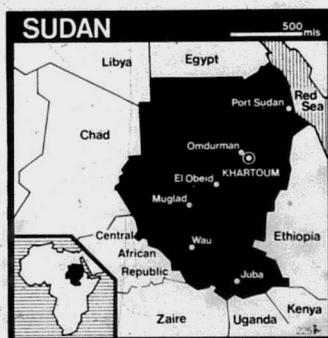 SUDAN
500
mls
Libya
Egypt
Red
Sea
Port Sudan
Chad
Omdurman
KHARTOUM
El Obeid
Muglad
Ethiopia
Central
African
Republic
Wau
Juba
Zaire
Uganda
Kenya